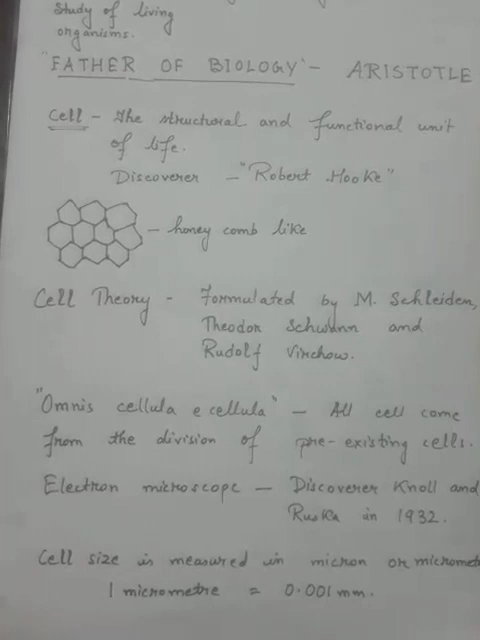 Study of living
organisms.
"FATHER OF BIOLOGY" - ARISTOTLE
Cell - the structural and functional unit
of life.
Discoverer - "Robert Hooke"
- honey comb like
Cell Theory - Formulated by M. Schleiden,
Theodor Schwann and
Rudolf Virchow.
"Omnis cellula e cellula" - All cell come
from the division of pre-existing cells.
Electron microscope - Discoverer Knoll and
Ruska in 1932.
Cell size is measured in micron or micromet
1 micrometre = 0.001 mm.